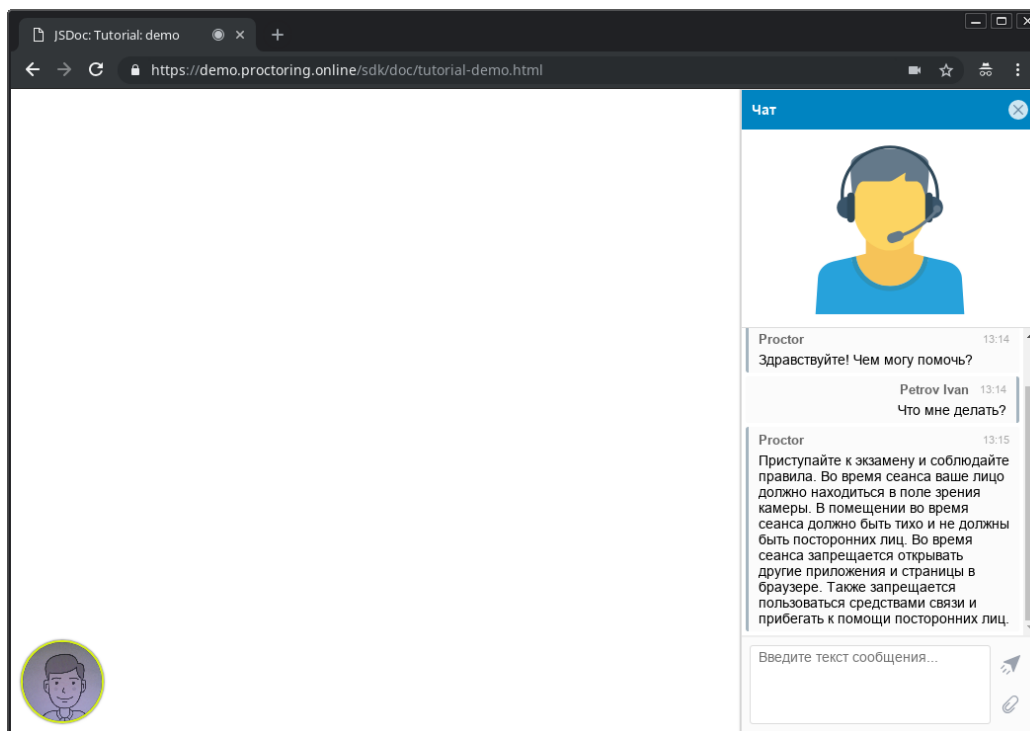 JSDoc: Tutorial: demo
https://demo.proctoring.online/sdk/doc/tutorial-demo.html
Чат
Proctor 13:14
Здравствуйте! Чем могу помочь?
Petrov Ivan 13:14
Что мне делать?
Proctor 13:15
Приступайте к экзамену и соблюдайте
правила. Во время сеанса ваше лицо
должно находиться в поле зрения
камеры. В помещении во время
сеанса должно быть тихо и не должны
быть посторонних лиц. Во время
сеанса запрещается открывать
другие приложения и страницы в
браузере. Также запрещается
пользоваться средствами связи и
прибегать к помощи посторонних лиц.
Введите текст сообщения...